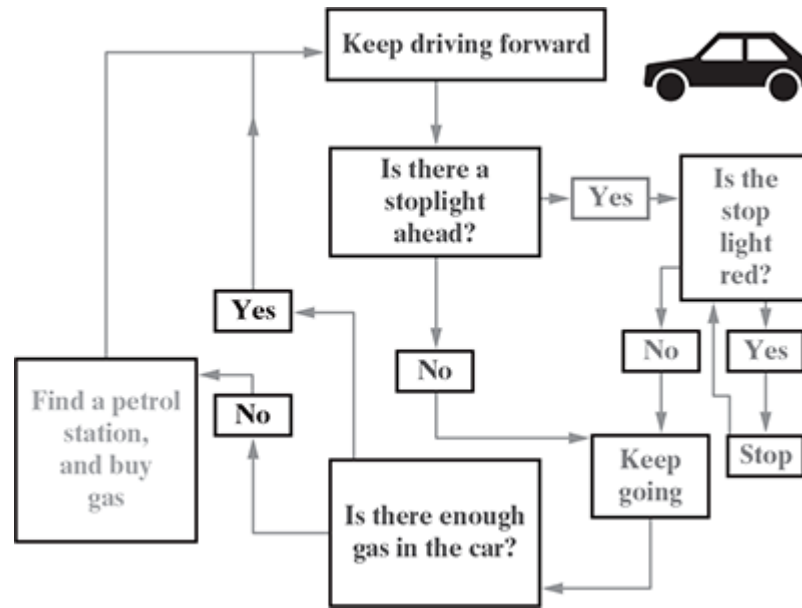 Keep driving forward
Is there a
stoplight
ahead?
Yes
Is the
stop
light
red?
Yes
No
No
Yes
Find a petrol
station,
and buy
gas
No
Keep
going
Stop
Is there enough
gas in the car?